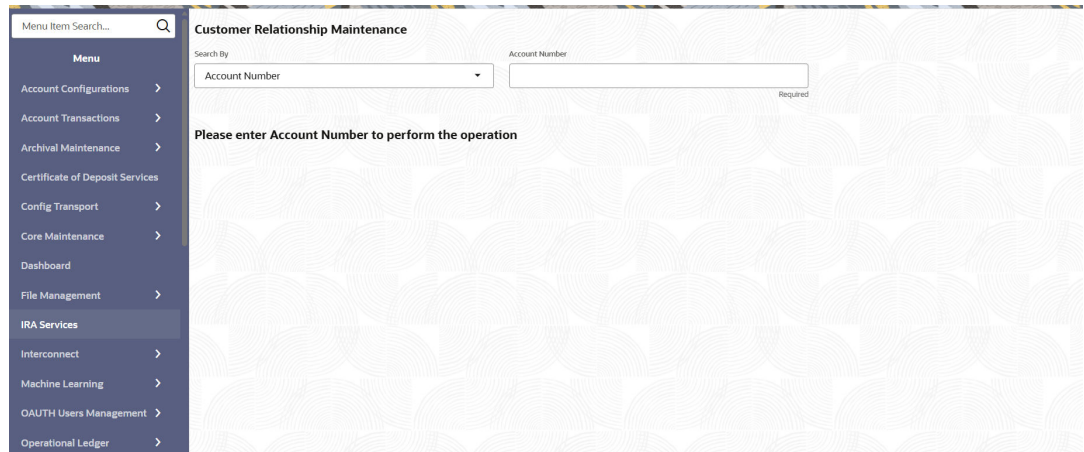 Menu Item Search...
Menu
Account Configurations
Account Transactions
Archival Maintenance
Certificate of Deposit Services
Config Transport
Core Maintenance
Dashboard
File Management
IRA Services
Interconnect
Machine Learning
OAUTH Users Management
Operational Ledger
Customer Relationship Maintenance
Search By
Account Number
Account Number
Required
Please enter Account Number to perform the operation